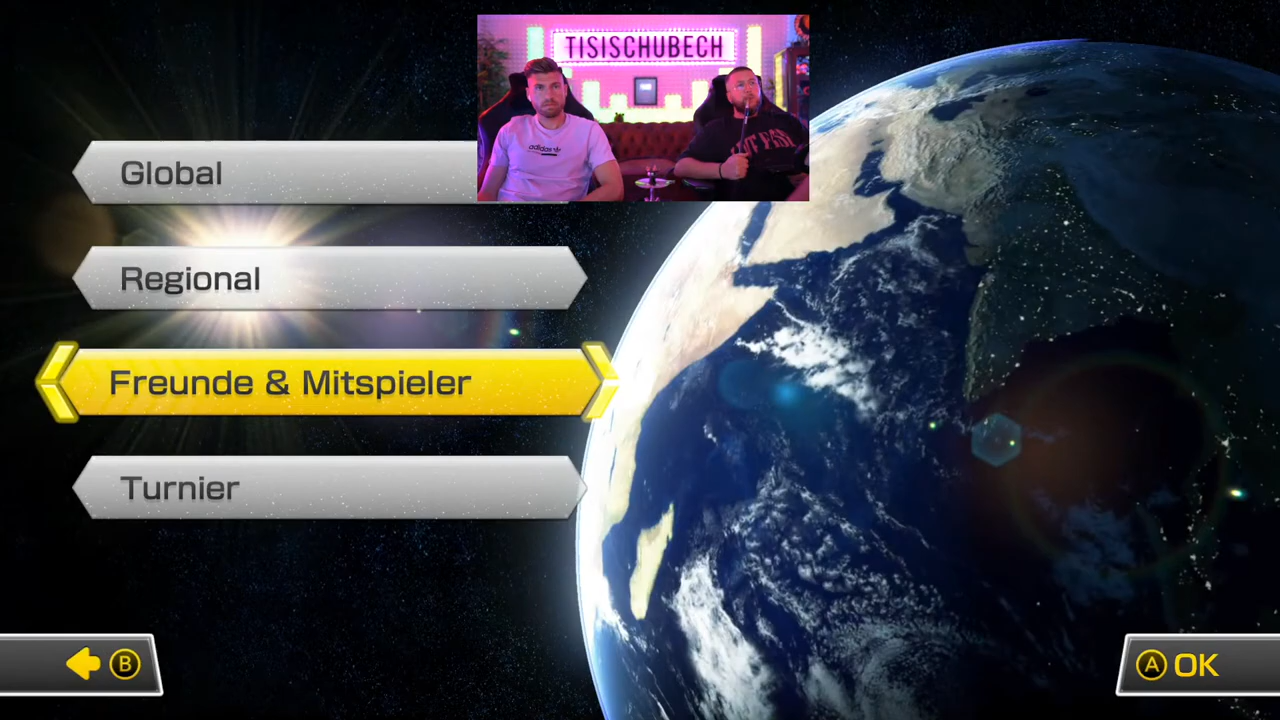 TISISCHUBECH
adidas
Global
Regional
Freunde & Mitspieler
Turnier
B
A OK